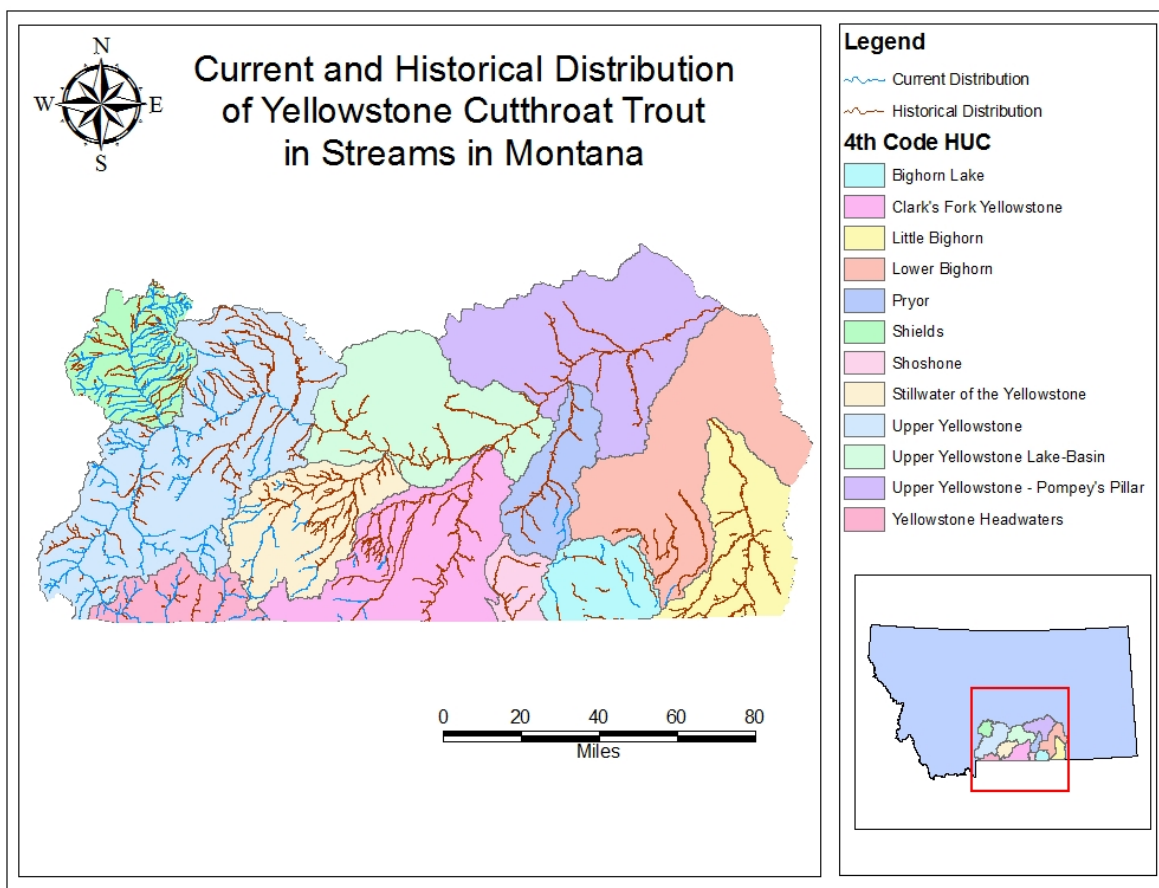 N
W E
S
Current and Historical Distribution
of Yellowstone Cutthroat Trout
in Streams in Montana
0 20 40 60 80
Miles
Legend
Current Distribution
Historical Distribution
4th Code HUC
Bighorn Lake
Clark's Fork Yellowstone
Little Bighorn
Lower Bighorn
Pryor
Shields
Shoshone
Stillwater of the Yellowstone
Upper Yellowstone
Upper Yellowstone Lake-Basin
Upper Yellowstone - Pompey's Pillar
Yellowstone Headwaters